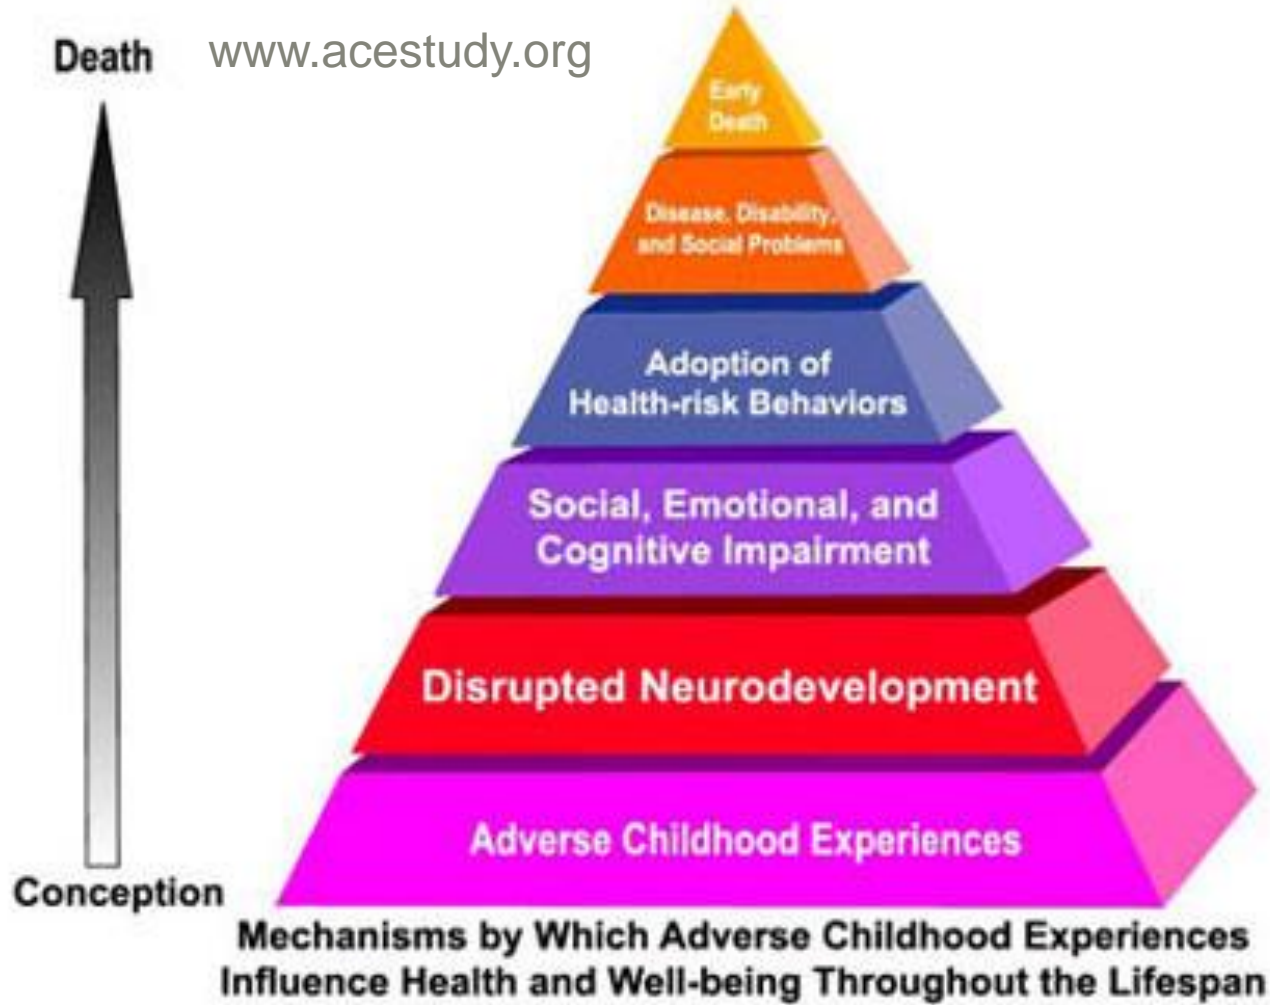 Death
www.acestudy.org
Early
Death
Disease, Disability,
and Social Problems
Adoption of
Health-risk Behaviors
Social, Emotional, and
Cognitive Impairment
Disrupted Neurodevelopment
Adverse Childhood Experiences
Conception
Mechanisms by Which Adverse Childhood Experiences
Influence Health and Well-being Throughout the Lifespan